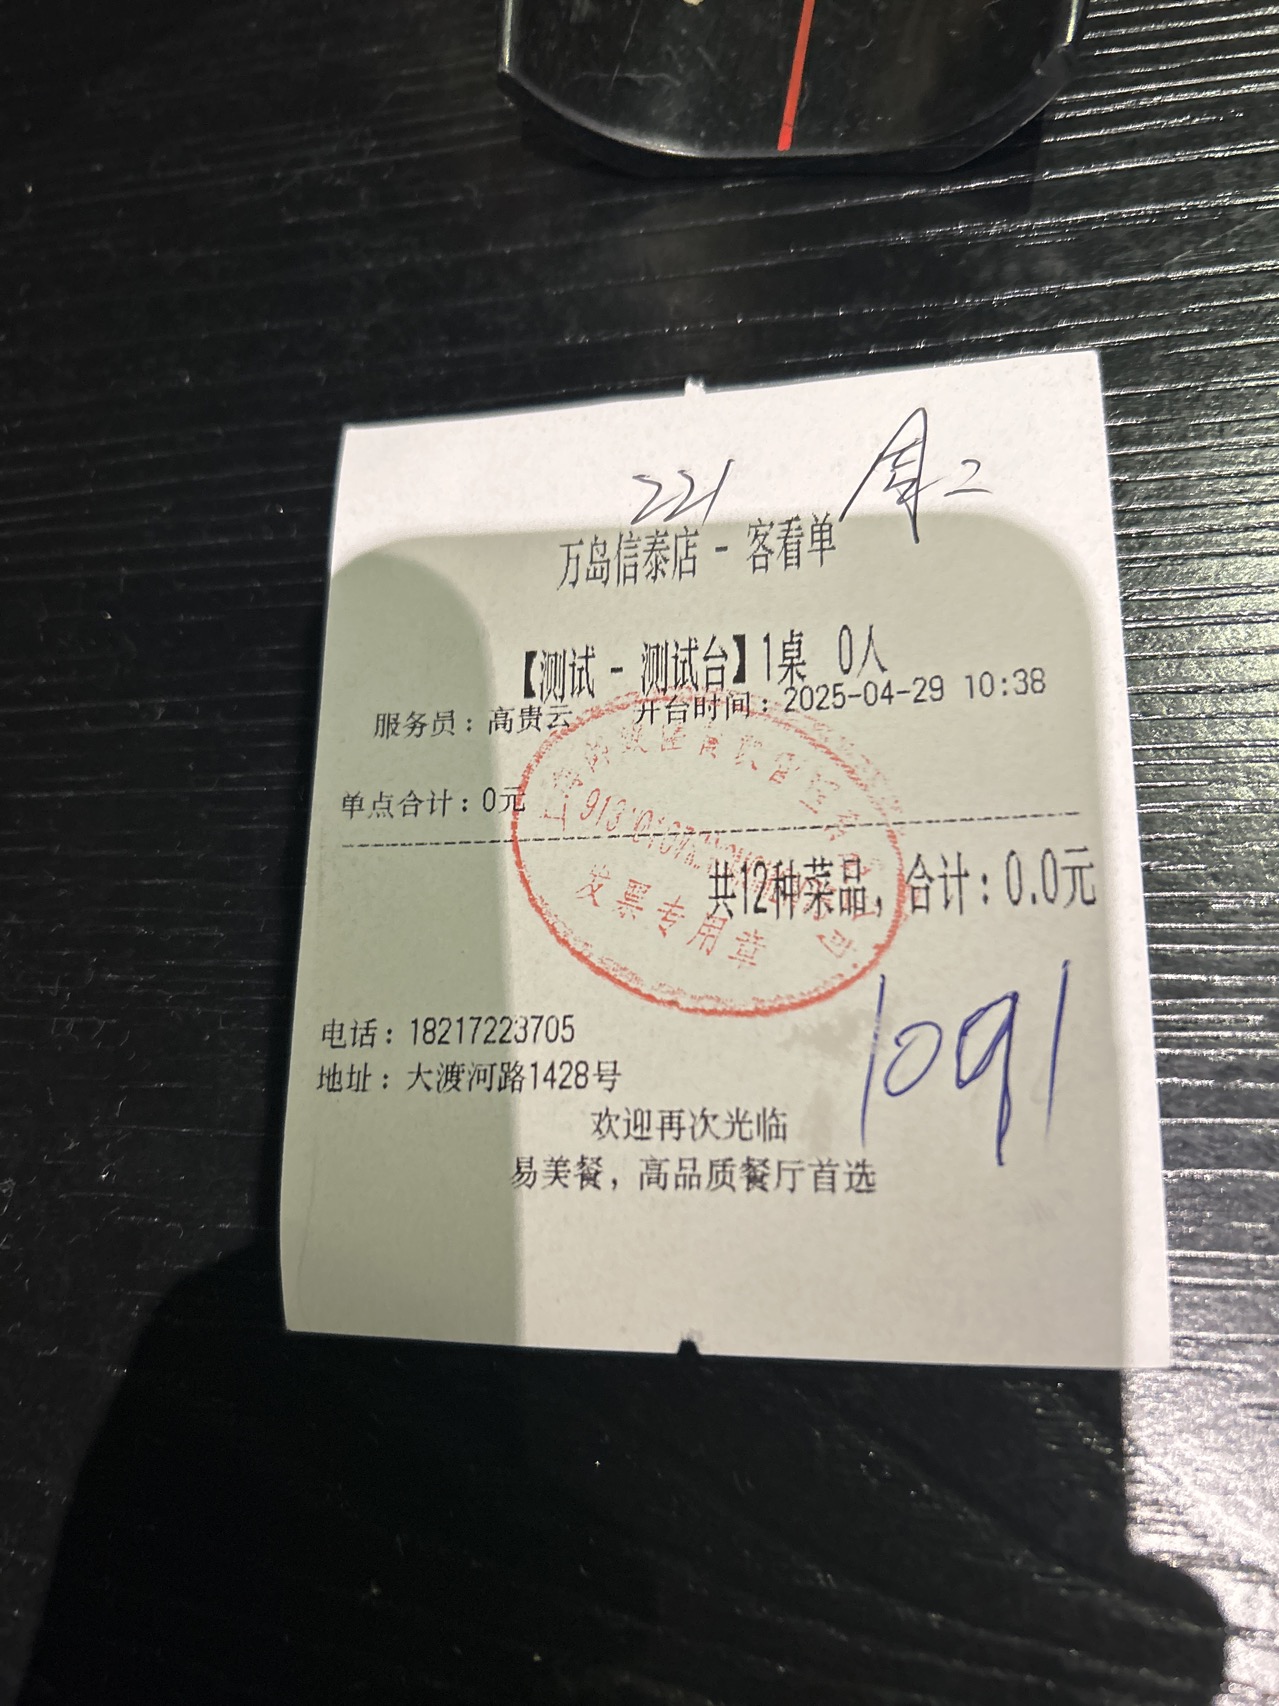 221
万岛信泰店 - 客看单
【测试 - 测试台】1桌 0人
服务员：高贵云 开台时间：2025-04-29 10:38
单点合计：0元
共12种菜品，合计：0.0元
发票专用章
1091
电话：18217223705
地址：大渡河路1428号
欢迎再次光临
易美餐，高品质餐厅首选